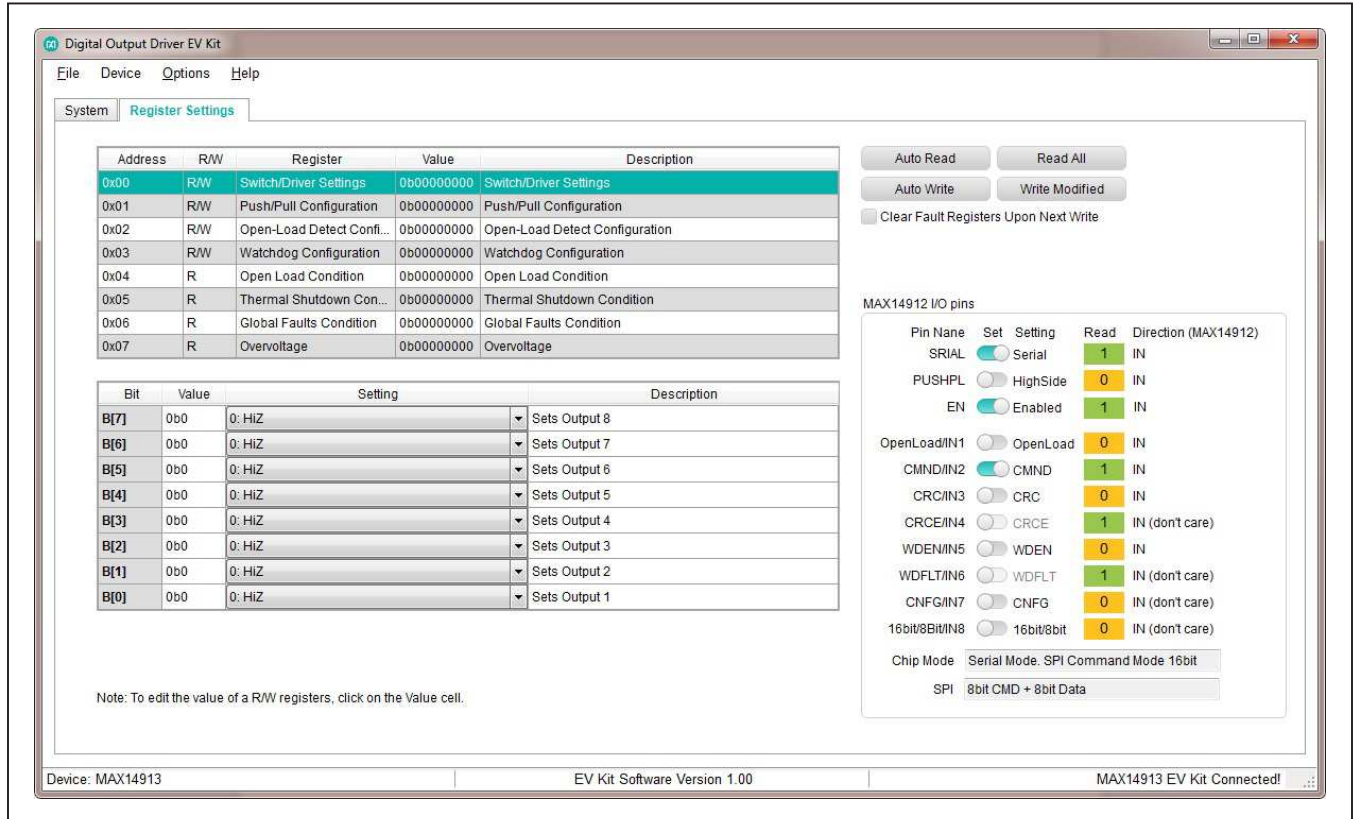 Digital Output Driver EV Kit
File Device Options Help
System Register Settings
Address R/W Register Value Description
0x00 R/W Switch/Driver Settings 0b00000000 Switch/Driver Settings
0x01 R/W Push/Pull Configuration 0b00000000 Push/Pull Configuration
0x02 R/W Open-Load Detect Confi... 0b00000000 Open-Load Detect Configuration
0x03 R/W Watchdog Configuration 0b00000000 Watchdog Configuration
0x04 R Open Load Condition 0b00000000 Open Load Condition
0x05 R Thermal Shutdown Con... 0b00000000 Thermal Shutdown Condition
0x06 R Global Faults Condition 0b00000000 Global Faults Condition
0x07 R Overvoltage 0b00000000 Overvoltage
Bit Value Setting Description
B[7] 0b0 0: HiZ Sets Output 8
B[6] 0b0 0: HiZ Sets Output 7
B[5] 0b0 0: HiZ Sets Output 6
B[4] 0b0 0: HiZ Sets Output 5
B[3] 0b0 0: HiZ Sets Output 4
B[2] 0b0 0: HiZ Sets Output 3
B[1] 0b0 0: HiZ Sets Output 2
B[0] 0b0 0: HiZ Sets Output 1
Note: To edit the value of a R/W registers, click on the Value cell.
Auto Read Read All
Auto Write Write Modified
Clear Fault Registers Upon Next Write
MAX14912 I/O pins
Pin Nane Set Setting Read Direction (MAX14912)
SRIAL Serial 1 IN
PUSHPL HighSide 0 IN
EN Enabled 1 IN
OpenLoad/IN1 OpenLoad 0 IN
CMND/IN2 CMND 1 IN
CRC/IN3 CRC 0 IN
CRCE/IN4 CRCE 1 IN (don't care)
WDEN/IN5 WDEN 0 IN
WDFLT/IN6 WDFLT 1 IN (don't care)
CNFG/IN7 CNFG 0 IN (don't care)
16bit/8Bit/IN8 16bit/8bit 0 IN (don't care)
Chip Mode Serial Mode. SPI Command Mode 16bit
SPI 8bit CMD + 8bit Data
Device: MAX14913 EV Kit Software Version 1.00 MAX14913 EV Kit Connected!